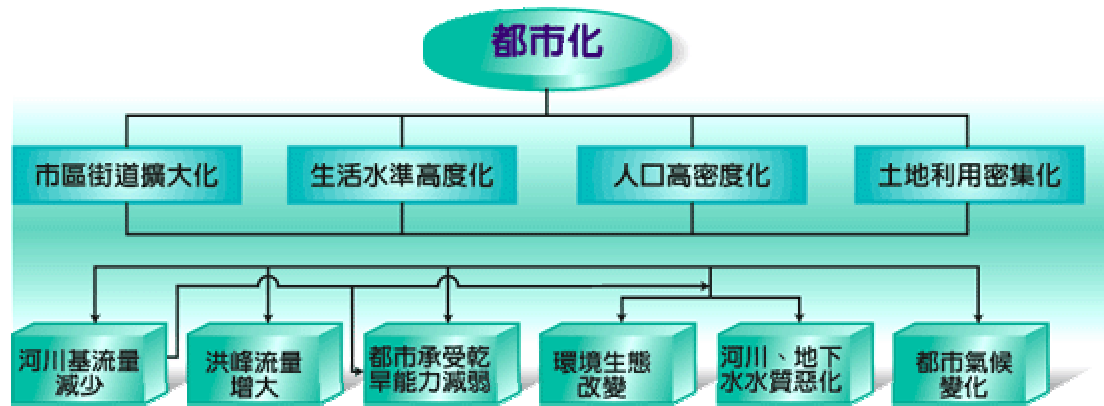 都市化
市區街道擴大化
生活水準高度化
人口高密度化
土地利用密集化
河川基流量
減少
洪峰流量
增大
都市承受乾
旱能力減弱
環境生態
改變
河川、地下
水水質惡化
都市氣候
變化